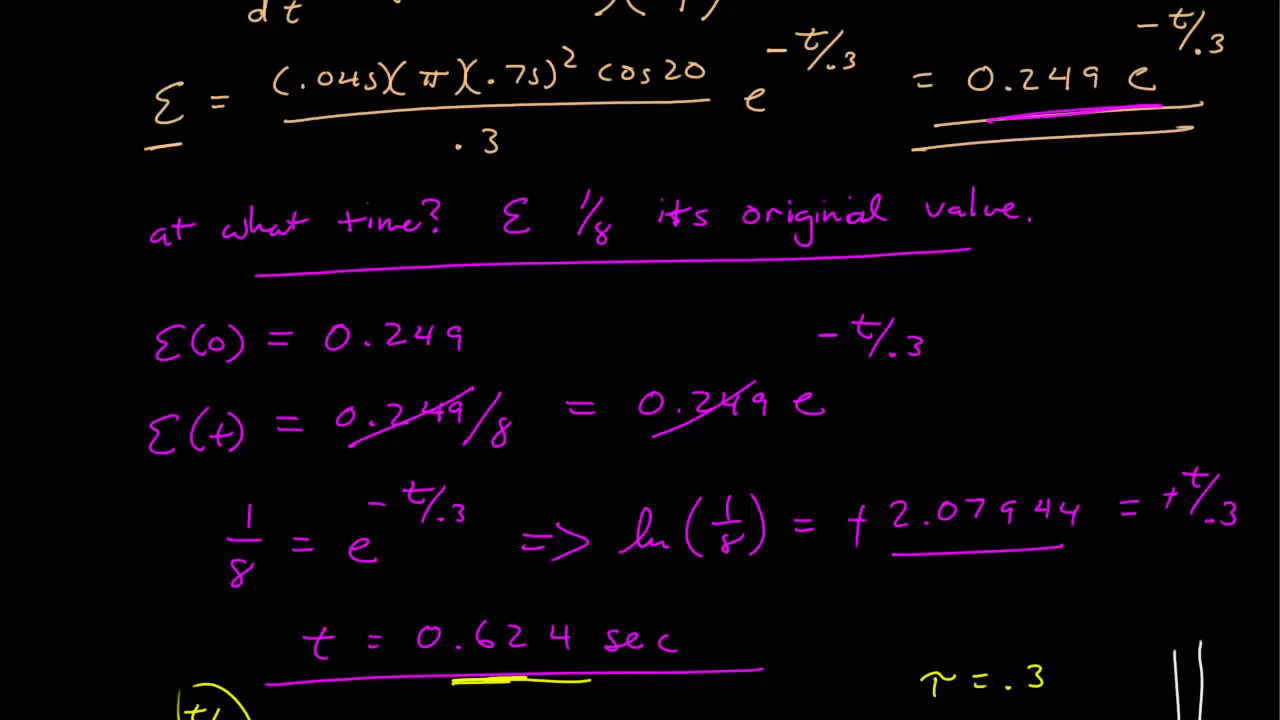 dt
ε = (.045)(π)(.75)² cos20 / .3 e^(-t/.3) = 0.249 e^(-t/.3)
at what time? ε 1/8 its original value.
ε(0) = 0.249
ε(t) = 0.249/8 = 0.249 e^(-t/.3)
1/8 = e^(-t/.3) => ln(1/8) = +2.07944 = +t/.3
t = 0.624 sec
τ = .3